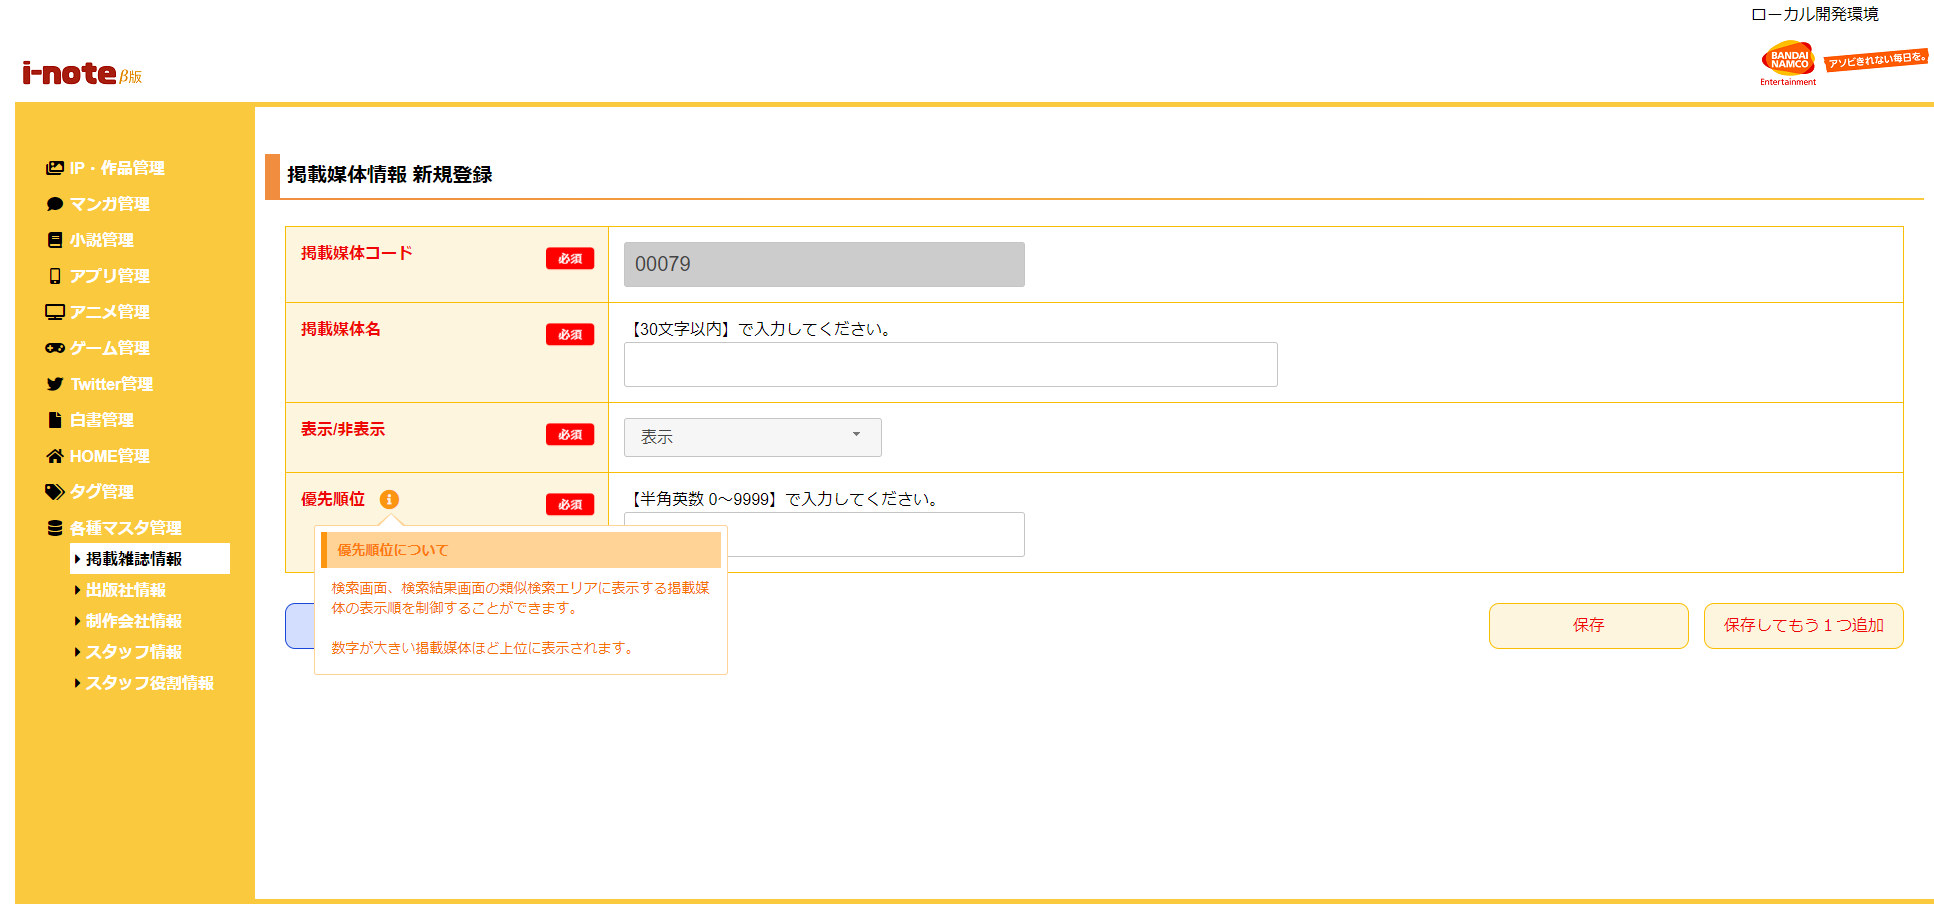 ローカル開発環境
i-note β版
BANDAI
NAMCO
Entertainment
アソビきれない毎日を。
IP・作品管理
マンガ管理
小説管理
アプリ管理
アニメ管理
ゲーム管理
Twitter管理
白書管理
HOME管理
タグ管理
各種マスタ管理
掲載雑誌情報
出版社情報
制作会社情報
スタッフ情報
スタッフ役割情報
掲載媒体情報 新規登録
掲載媒体コード 必須
00079
掲載媒体名 必須
【30文字以内】で入力してください。
表示/非表示 必須
表示
優先順位 必須
【半角英数 0～9999】で入力してください。
優先順位について
検索画面、検索結果画面の類似検索エリアに表示する掲載媒
体の表示順を制御することができます。
数字が大きい掲載媒体ほど上位に表示されます。
保存
保存してもう１つ追加